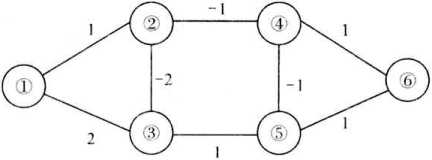 ② -1 ④
1 1
① -2 -1 ⑥
2 1
③ 1 ⑤